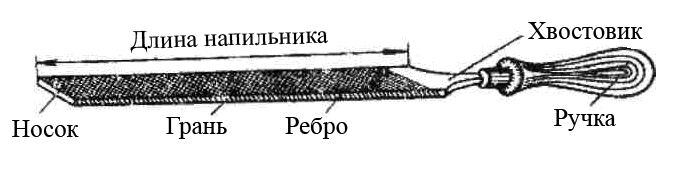 Длина напильника
Хвостовик
Носок
Грань
Ребро
Ручка